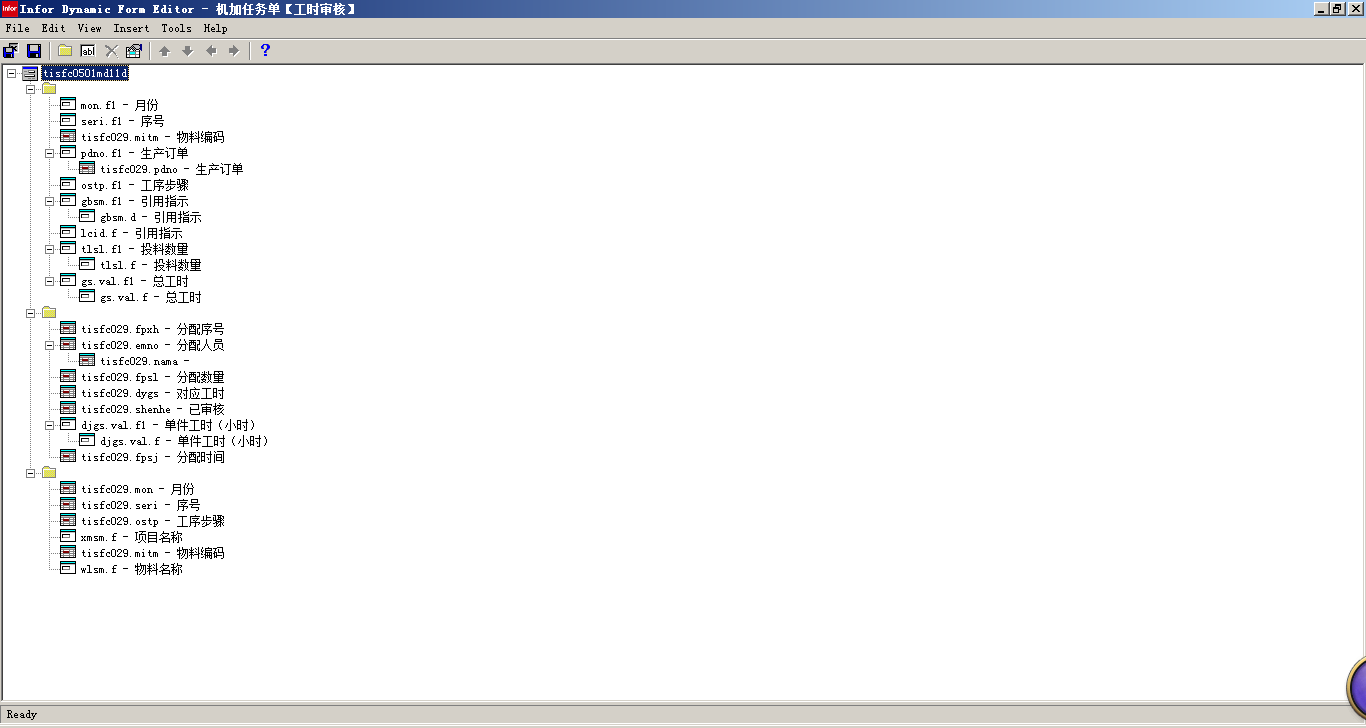 Infor Infor Dynamic Form Editor - 机加任务单【工时审核】
File Edit View Insert Tools Help
ab ?
tisfc0501m011d
mon.f1 - 月份
seri.f1 - 序号
tisfc029.mitm - 物料编码
pdno.f1 - 生产订单
tisfc029.pdno - 生产订单
ostp.f1 - 工序步骤
gbsm.f1 - 引用指示
gbsm.d - 引用指示
lcid.f - 引用指示
tlsl.f1 - 投料数量
tlsl.f - 投料数量
gs.val.f1 - 总工时
gs.val.f - 总工时
tisfc029.fpxh - 分配序号
tisfc029.emno - 分配人员
tisfc029.nama -
tisfc029.fpsl - 分配数量
tisfc029.dygs - 对应工时
tisfc029.shenhe - 已审核
djgs.val.f1 - 单件工时（小时）
djgs.val.f - 单件工时（小时）
tisfc029.fpsj - 分配时间
tisfc029.mon - 月份
tisfc029.seri - 序号
tisfc029.ostp - 工序步骤
xmsm.f - 项目名称
tisfc029.mitm - 物料编码
wlsm.f - 物料名称
Ready